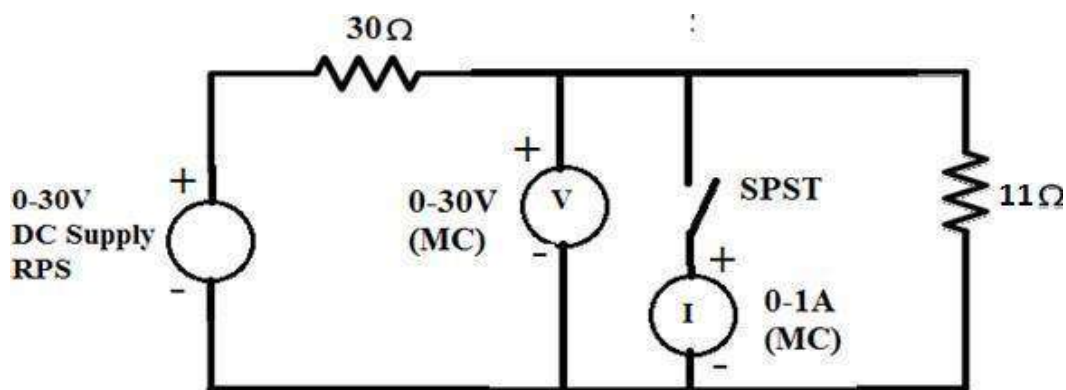 30Ω
:
+
0-30V
DC Supply
RPS
-
+
0-30V
(MC)
V
-
SPST
+
I
0-1A
(MC)
-
11Ω